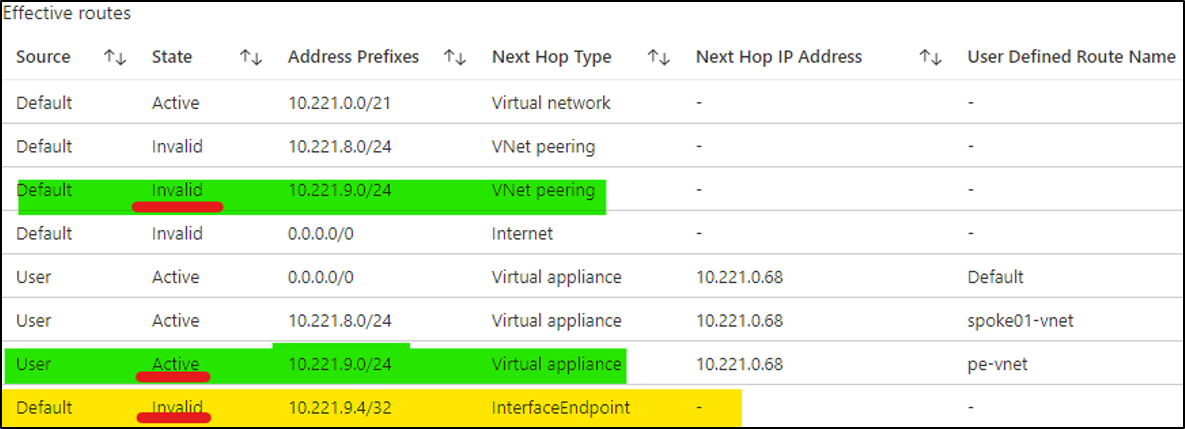 Effective routes
Source ↑↓ State ↑↓ Address Prefixes ↑↓ Next Hop Type ↑↓ Next Hop IP Address ↑↓ User Defined Route Name
Default Active 10.221.0.0/21 Virtual network - -
Default Invalid 10.221.8.0/24 VNet peering - -
Default Invalid 10.221.9.0/24 VNet peering - -
Default Invalid 0.0.0.0/0 Internet - -
User Active 0.0.0.0/0 Virtual appliance 10.221.0.68 Default
User Active 10.221.8.0/24 Virtual appliance 10.221.0.68 spoke01-vnet
User Active 10.221.9.0/24 Virtual appliance 10.221.0.68 pe-vnet
Default Invalid 10.221.9.4/32 InterfaceEndpoint - -